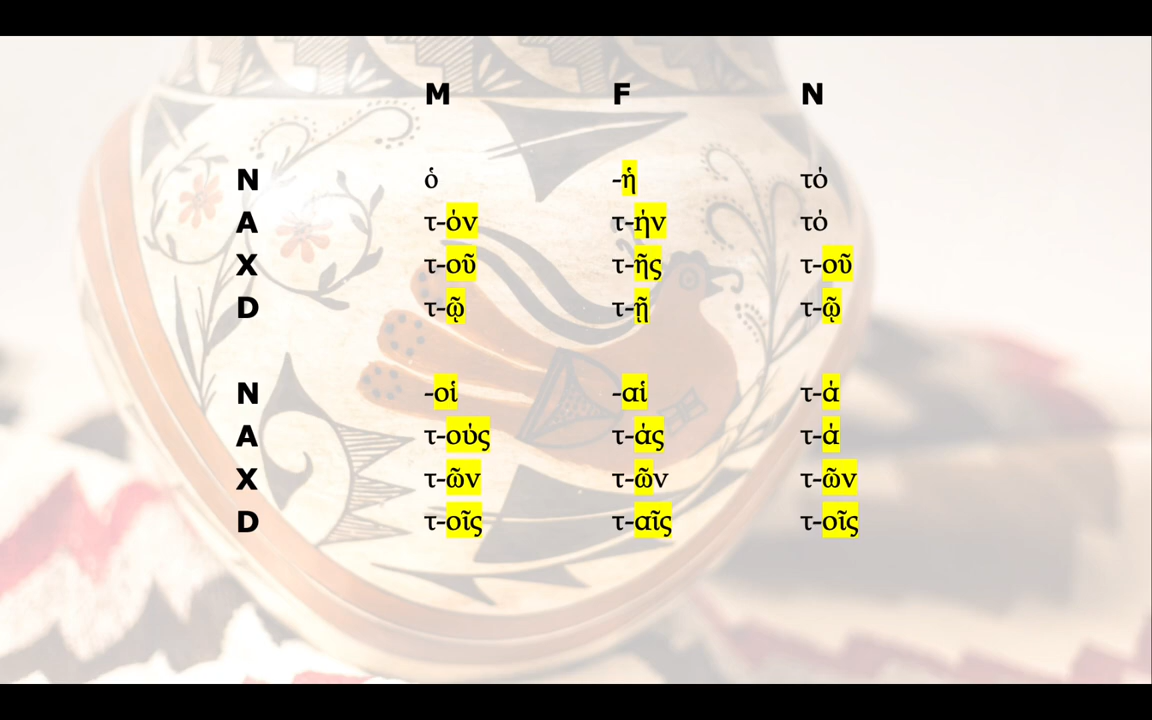 M F N
N ὁ -ἡ τό
A τ-όν τ-ήν τό
X τ-οῦ τ-ῆς τ-οῦ
D τ-ῷ τ-ῇ τ-ῷ
N -οἱ -αἱ τ-ά
A τ-ούς τ-άς τ-ά
X τ-ῶν τ-ῶν τ-ῶν
D τ-οῖς τ-αῖς τ-οῖς